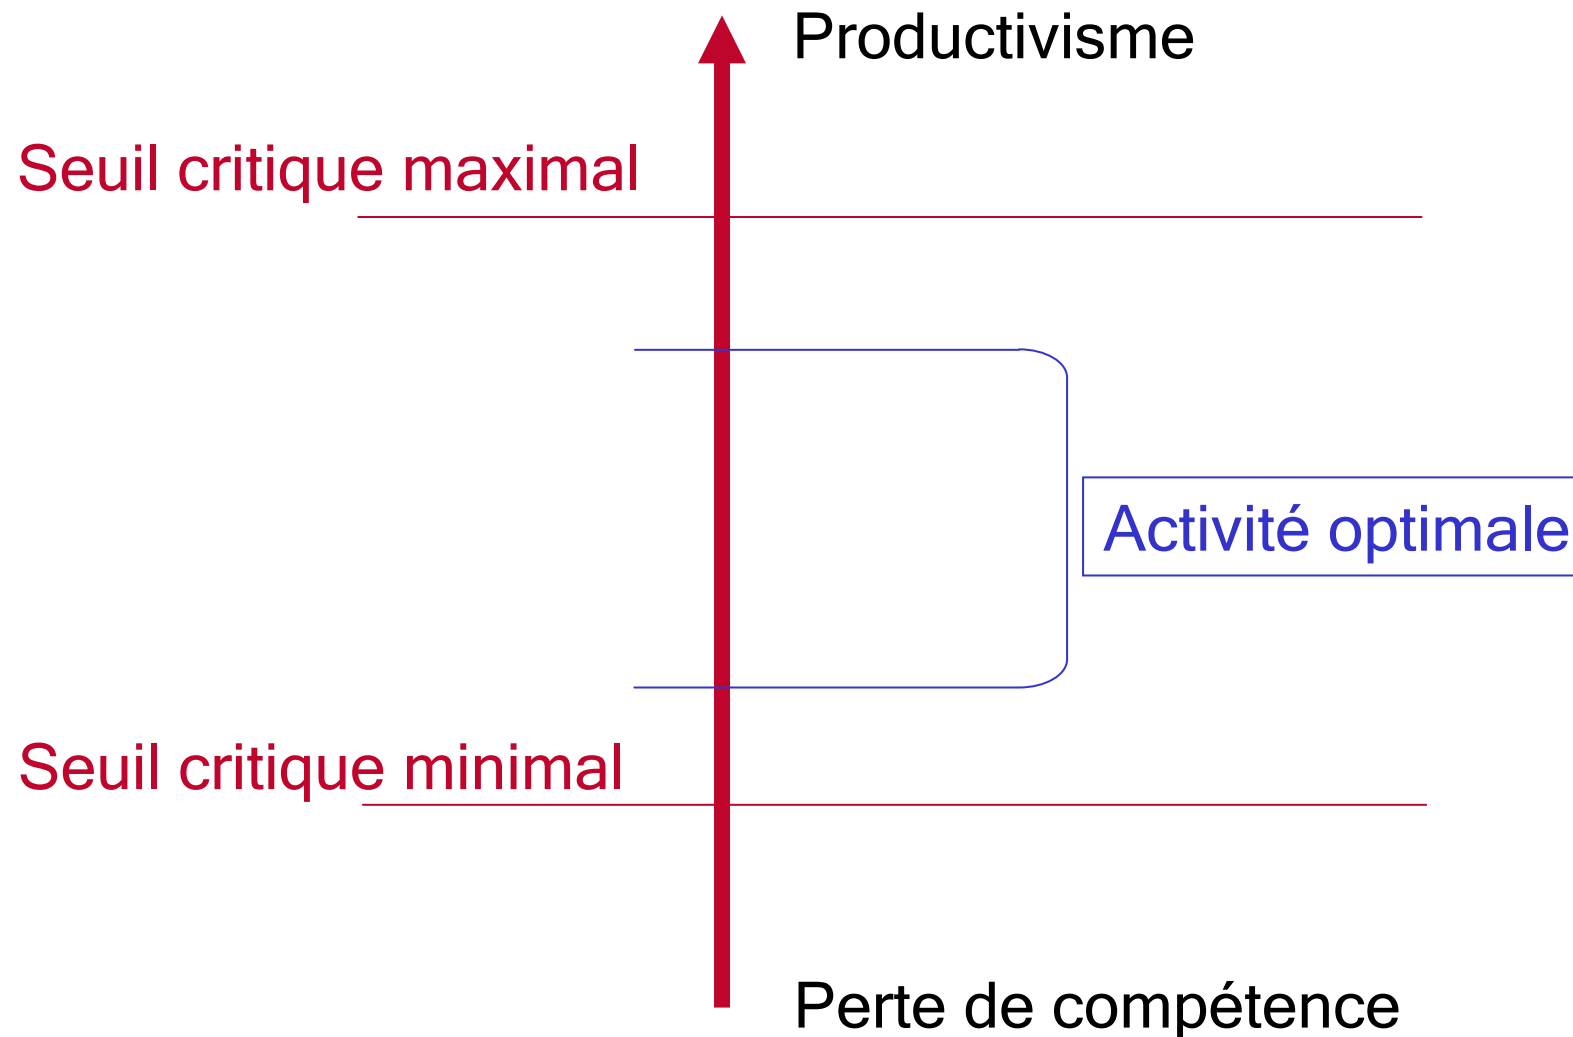 Productivisme
Seuil critique maximal
Activité optimale
Seuil critique minimal
Perte de compétence